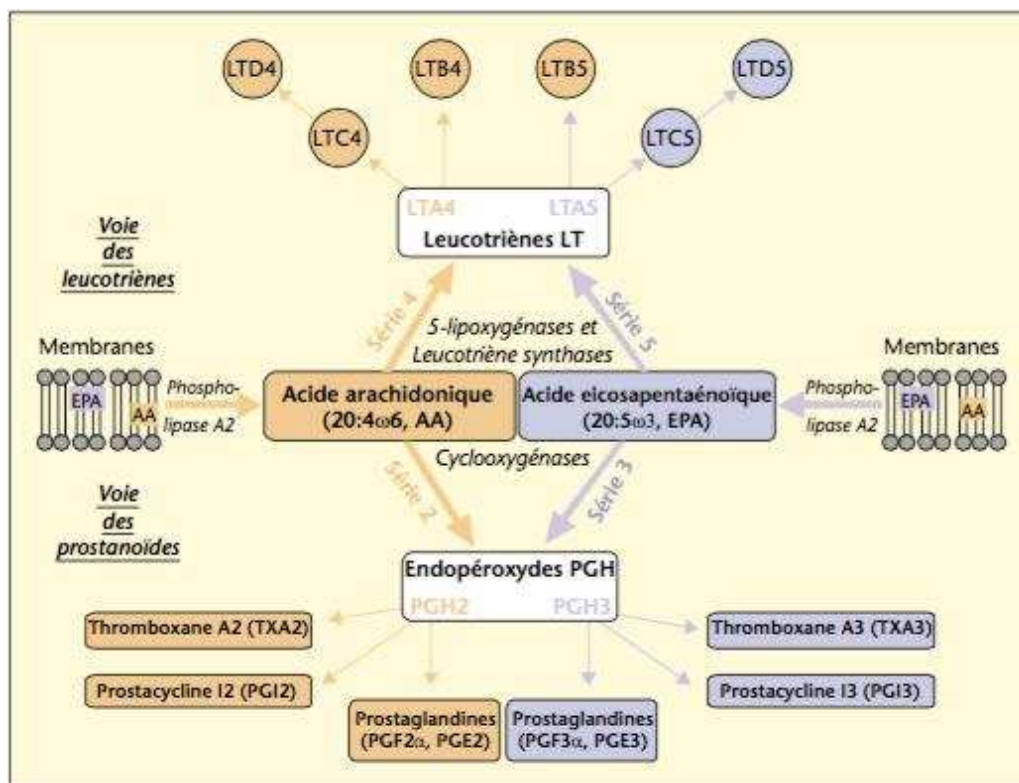 LTD4
LTB4
LTB5
LTD5
LTC4
LTC5
LTA4
LTA5
Leucotriènes LT
Voie
des
leucotriènes
Série 4
Série 5
5-lipoxygénases et
Leucotriène synthases
Membranes
EPA
AA
Phospho-
lipase A2
Acide arachidonique
(20:4ω6, AA)
Acide eicosapentaénoïque
(20:5ω3, EPA)
Membranes
Phospho-
lipase A2
EPA
AA
Cyclooxygénases
Série 2
Série 3
Voie
des
prostanoïdes
Endopéroxydes PGH
PGH2
PGH3
Thromboxane A2 (TXA2)
Thromboxane A3 (TXA3)
Prostacycline I2 (PGI2)
Prostacycline I3 (PGI3)
Prostaglandines
(PGF2α, PGE2)
Prostaglandines
(PGF3α, PGE3)